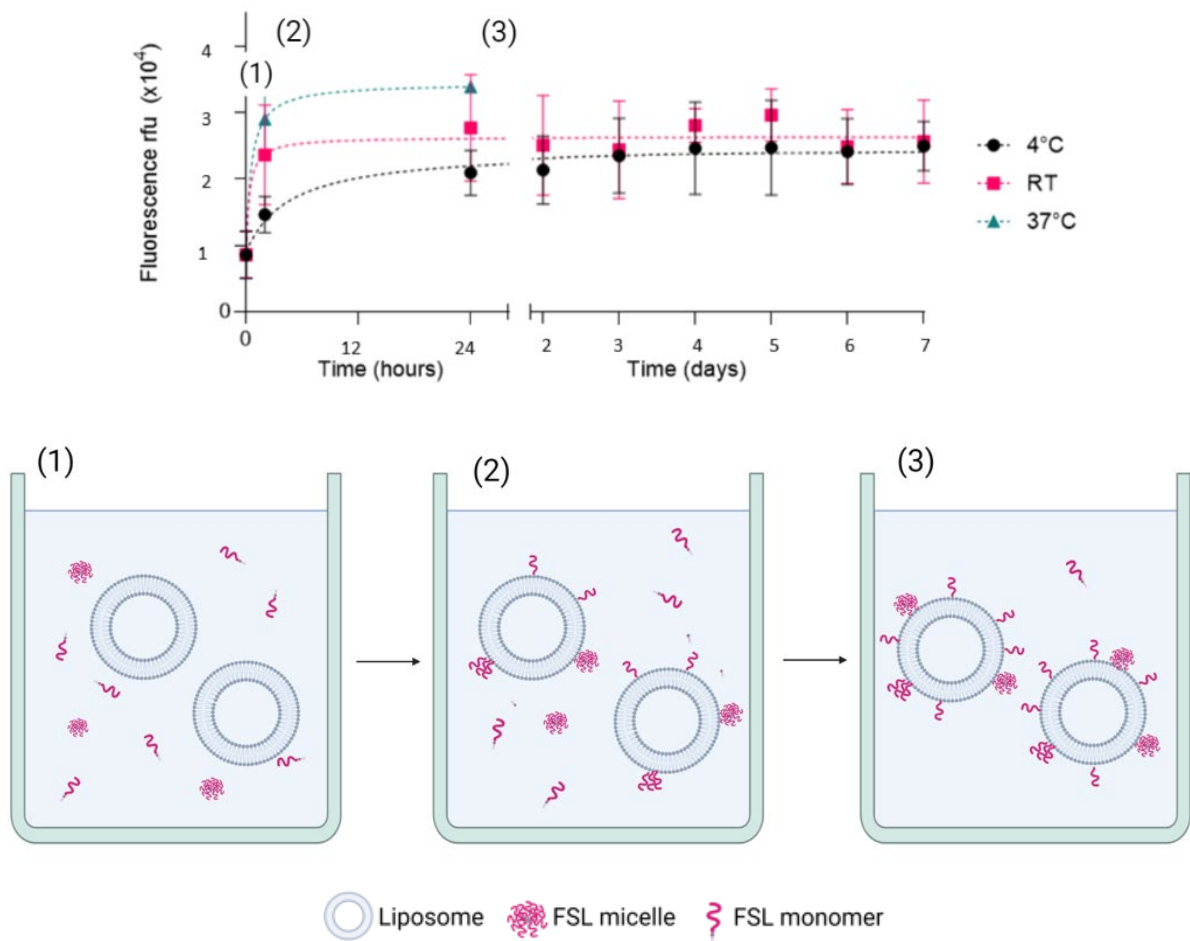 (1)
(2)
(3)
Fluorescence rfu (x10⁴)
4
3
2
1
0
0
12
24
Time (hours)
2
3
4
5
6
7
Time (days)
4°C
RT
37°C
(1)
(2)
(3)
Liposome
FSL micelle
FSL monomer